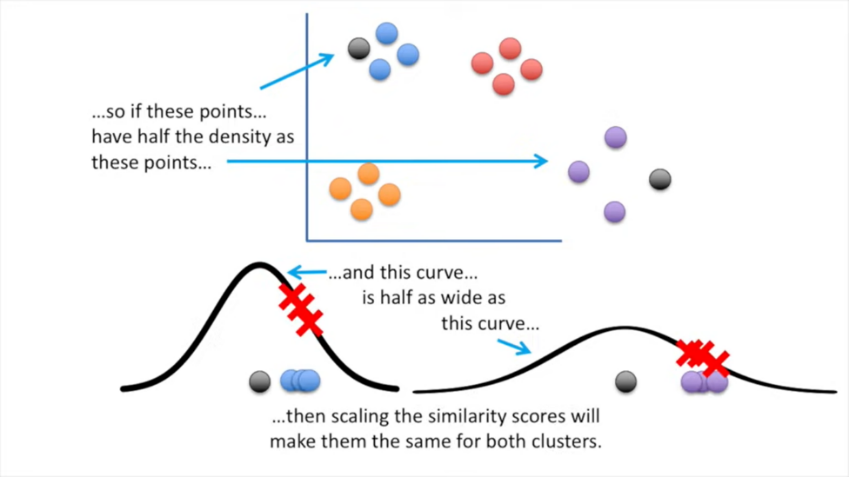 ...so if these points...
have half the density as
these points...
...and this curve...
is half as wide as
this curve...
...then scaling the similarity scores will
make them the same for both clusters.